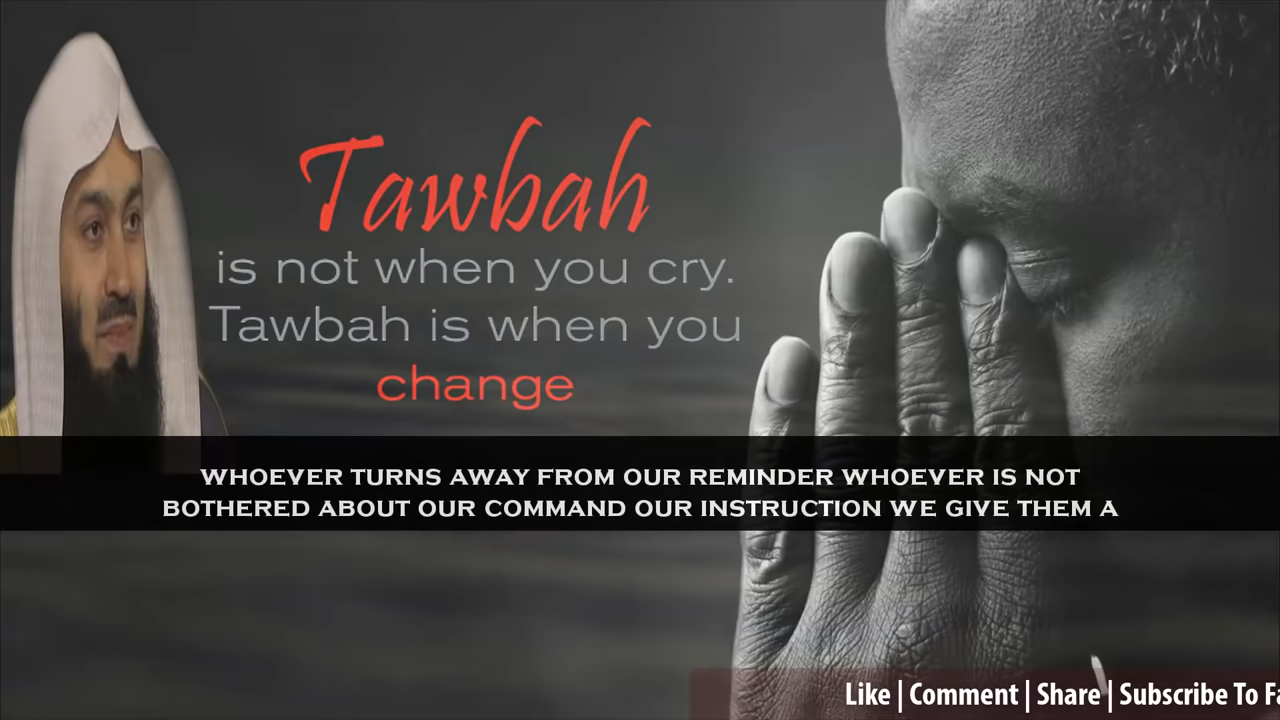 Tawbah
is not when you cry.
Tawbah is when you
change
WHOEVER TURNS AWAY FROM OUR REMINDER WHOEVER IS NOT
BOTHERED ABOUT OUR COMMAND OUR INSTRUCTION WE GIVE THEM A
Like | Comment | Share | Subscribe To